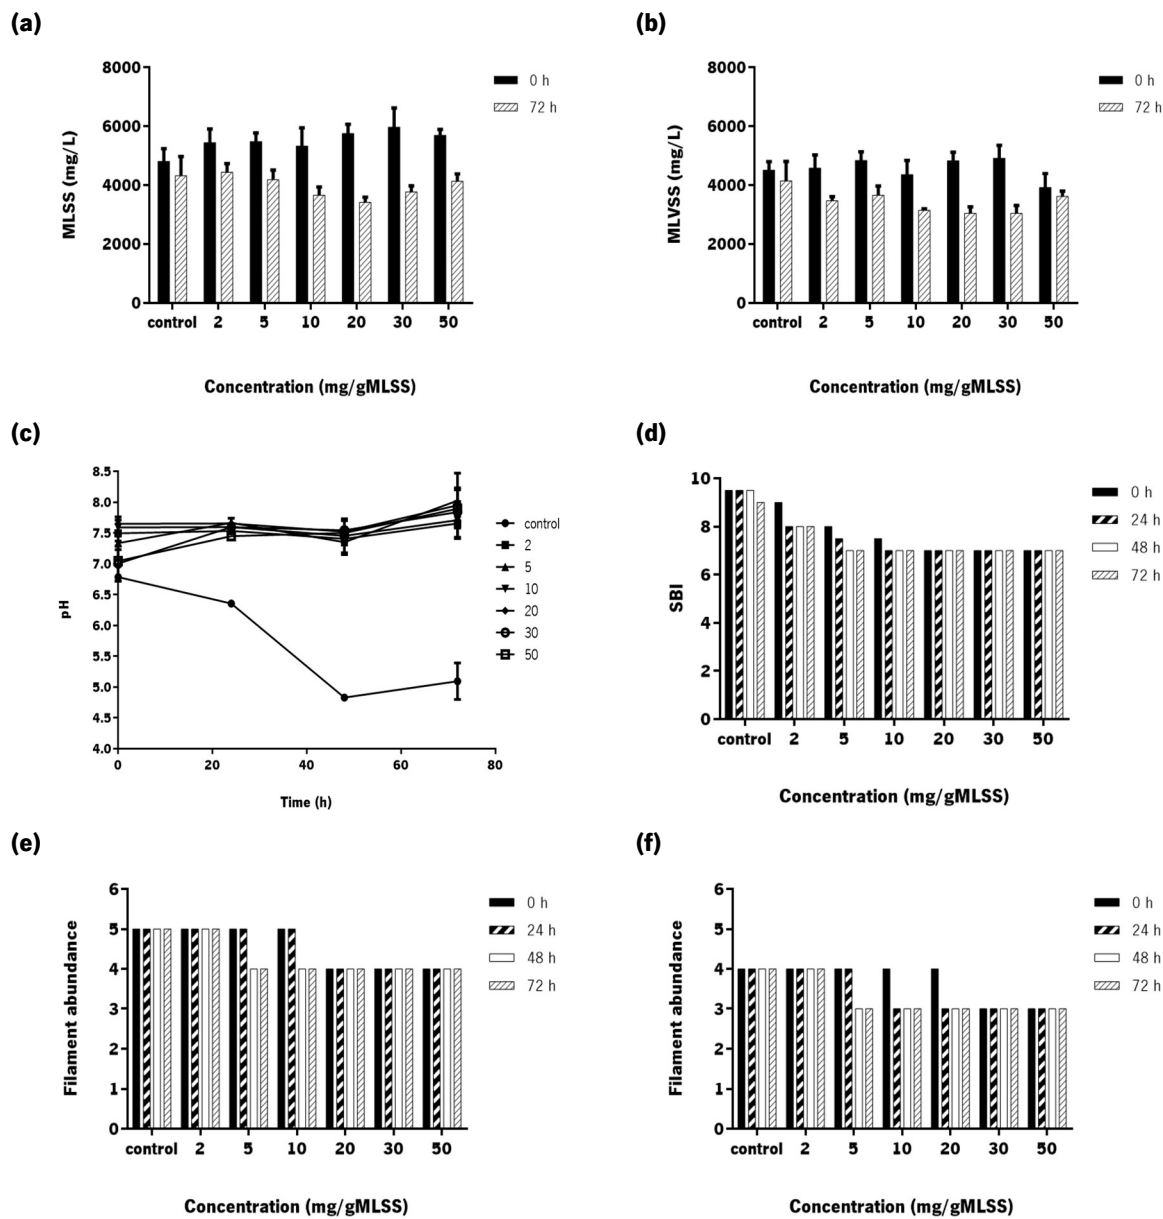 (a)
8000
6000
4000
2000
0
MLSS (mg/L)
control 2 5 10 20 30 50
Concentration (mg/gMLSS)
0 h
72 h
(b)
8000
6000
4000
2000
0
MLVSS (mg/L)
control 2 5 10 20 30 50
Concentration (mg/gMLSS)
0 h
72 h
(c)
8.5
8.0
7.5
7.0
6.5
6.0
5.5
5.0
4.5
4.0
pH
0 20 40 60 80
Time (h)
control
2
5
10
20
30
50
(d)
10
8
6
4
2
0
SBI
control 2 5 10 20 30 50
Concentration (mg/gMLSS)
0 h
24 h
48 h
72 h
(e)
6
5
4
3
2
1
0
Filament abundance
control 2 5 10 20 30 50
Concentration (mg/gMLSS)
0 h
24 h
48 h
72 h
(f)
6
5
4
3
2
1
0
Filament abundance
control 2 5 10 20 30 50
Concentration (mg/gMLSS)
0 h
24 h
48 h
72 h